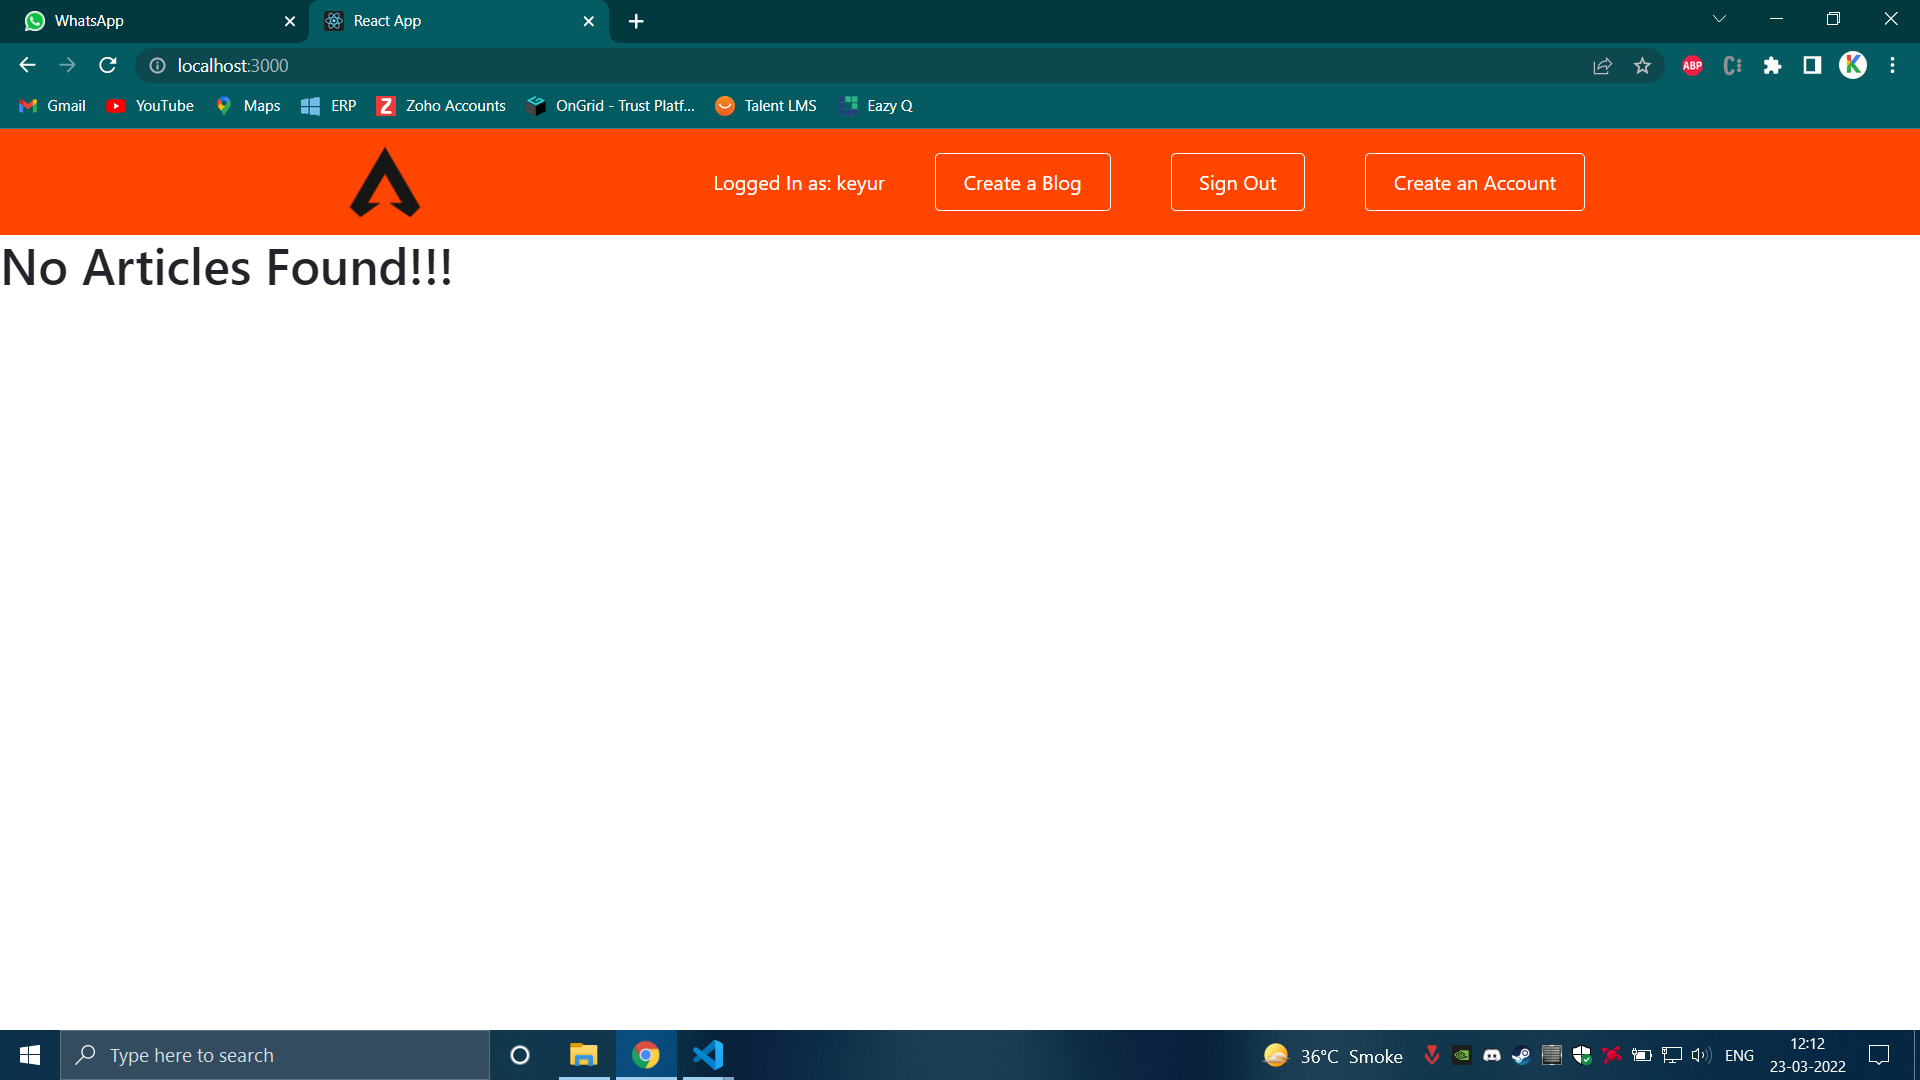 WhatsApp
React App
localhost:3000
ABP
K
Gmail
YouTube
Maps
ERP
Z Zoho Accounts
OnGrid - Trust Platf...
Talent LMS
Eazy Q
Logged In as: keyur
Create a Blog
Sign Out
Create an Account
No Articles Found!!!
Type here to search
36°C Smoke
ENG
12:12
23-03-2022